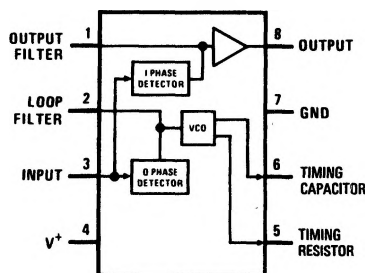 OUTPUT FILTER
1
I PHASE DETECTOR
8
OUTPUT
LOOP FILTER
2
VCO
7
GND
INPUT
3
Q PHASE DETECTOR
6
TIMING CAPACITOR
V+
4
5
TIMING RESISTOR